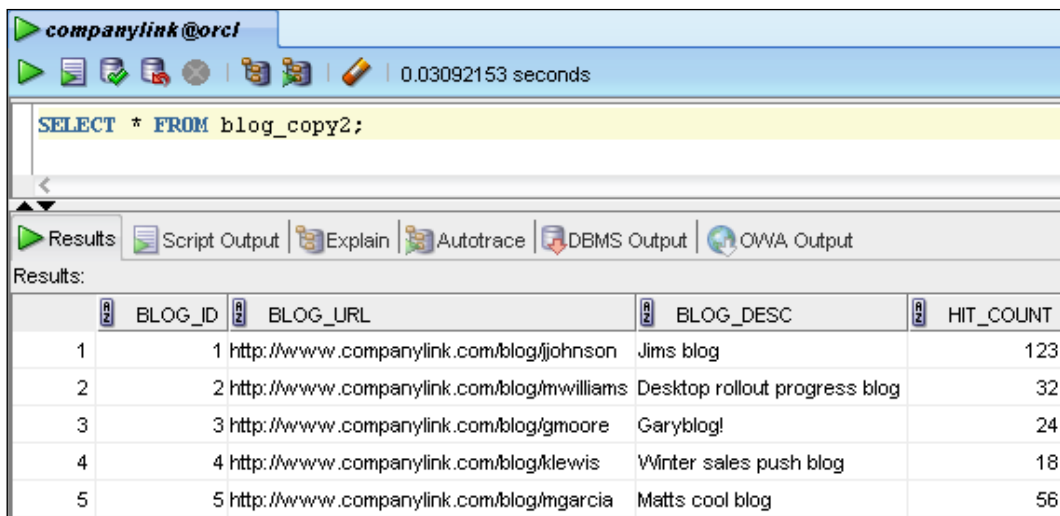 companylink@orcl
0.03092153 seconds
SELECT * FROM blog_copy2;
Results Script Output Explain Autotrace DBMS Output OWA Output
Results:
BLOG_ID BLOG_URL BLOG_DESC HIT_COUNT
1 1 http://www.companylink.com/blog/jjohnson Jims blog 123
2 2 http://www.companylink.com/blog/mwilliams Desktop rollout progress blog 32
3 3 http://www.companylink.com/blog/gmoore Garyblog! 24
4 4 http://www.companylink.com/blog/klewis Winter sales push blog 18
5 5 http://www.companylink.com/blog/mgarcia Matts cool blog 56